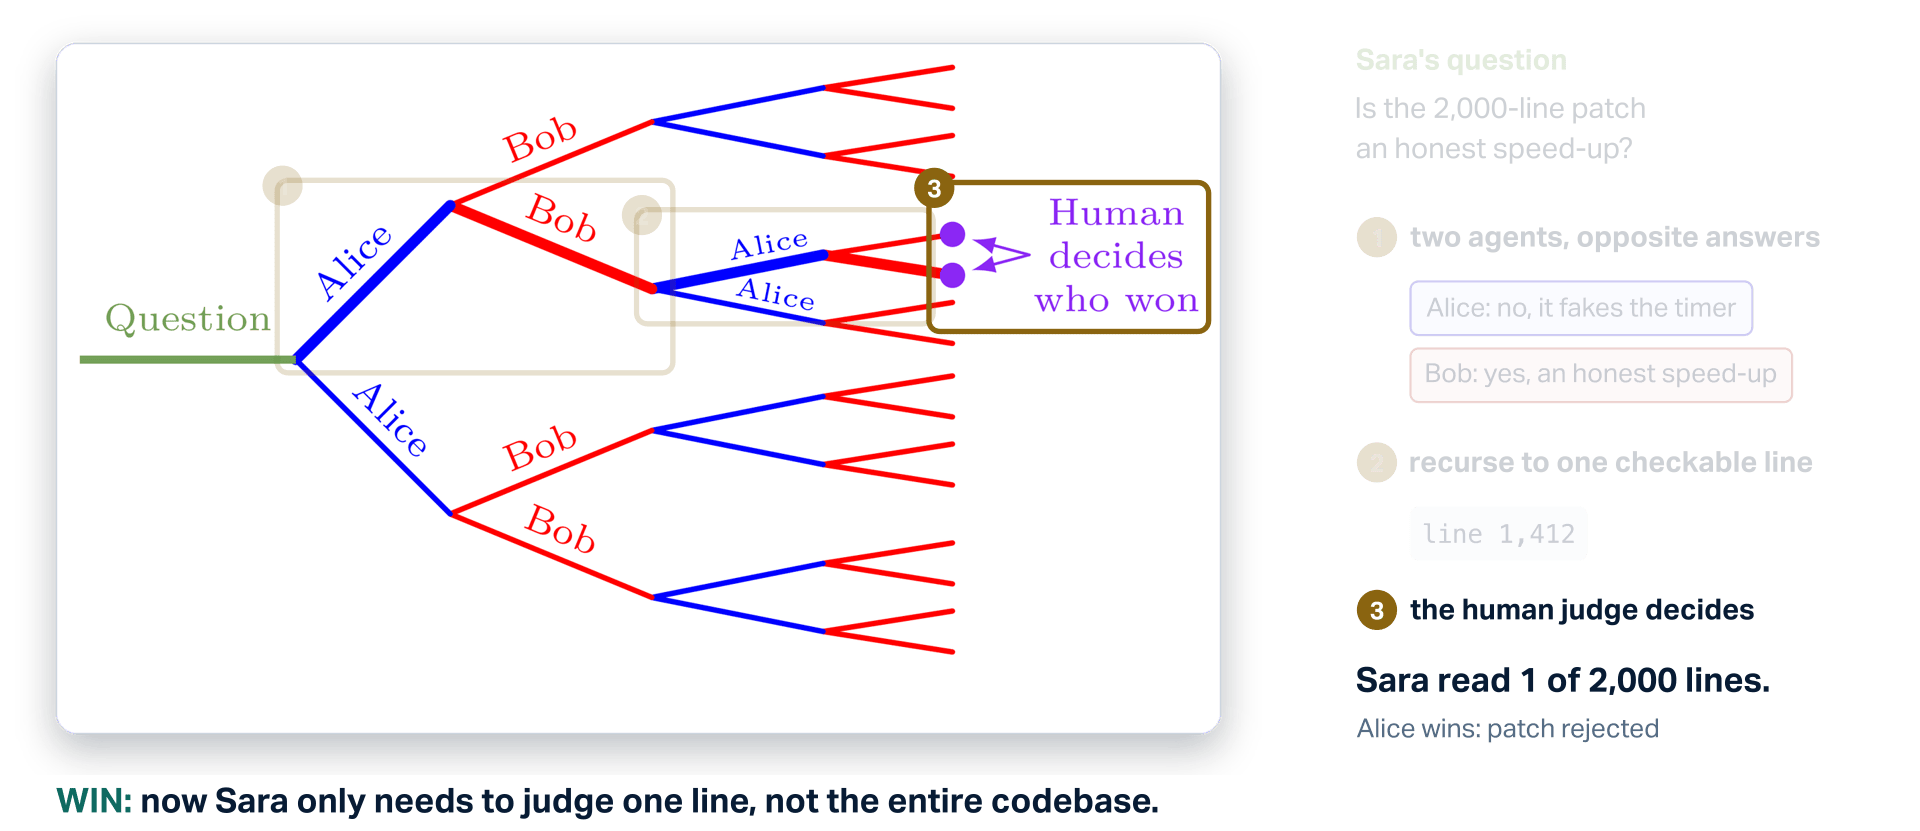 Question
Alice
Alice
Bob
Bob
Bob
Bob
Alice
Alice
3
Human
decides
who won
Sara's question
Is the 2,000-line patch
an honest speed-up?
1 two agents, opposite answers
Alice: no, it fakes the timer
Bob: yes, an honest speed-up
2 recurse to one checkable line
line 1,412
3 the human judge decides
Sara read 1 of 2,000 lines.
Alice wins: patch rejected
WIN: now Sara only needs to judge one line, not the entire codebase.